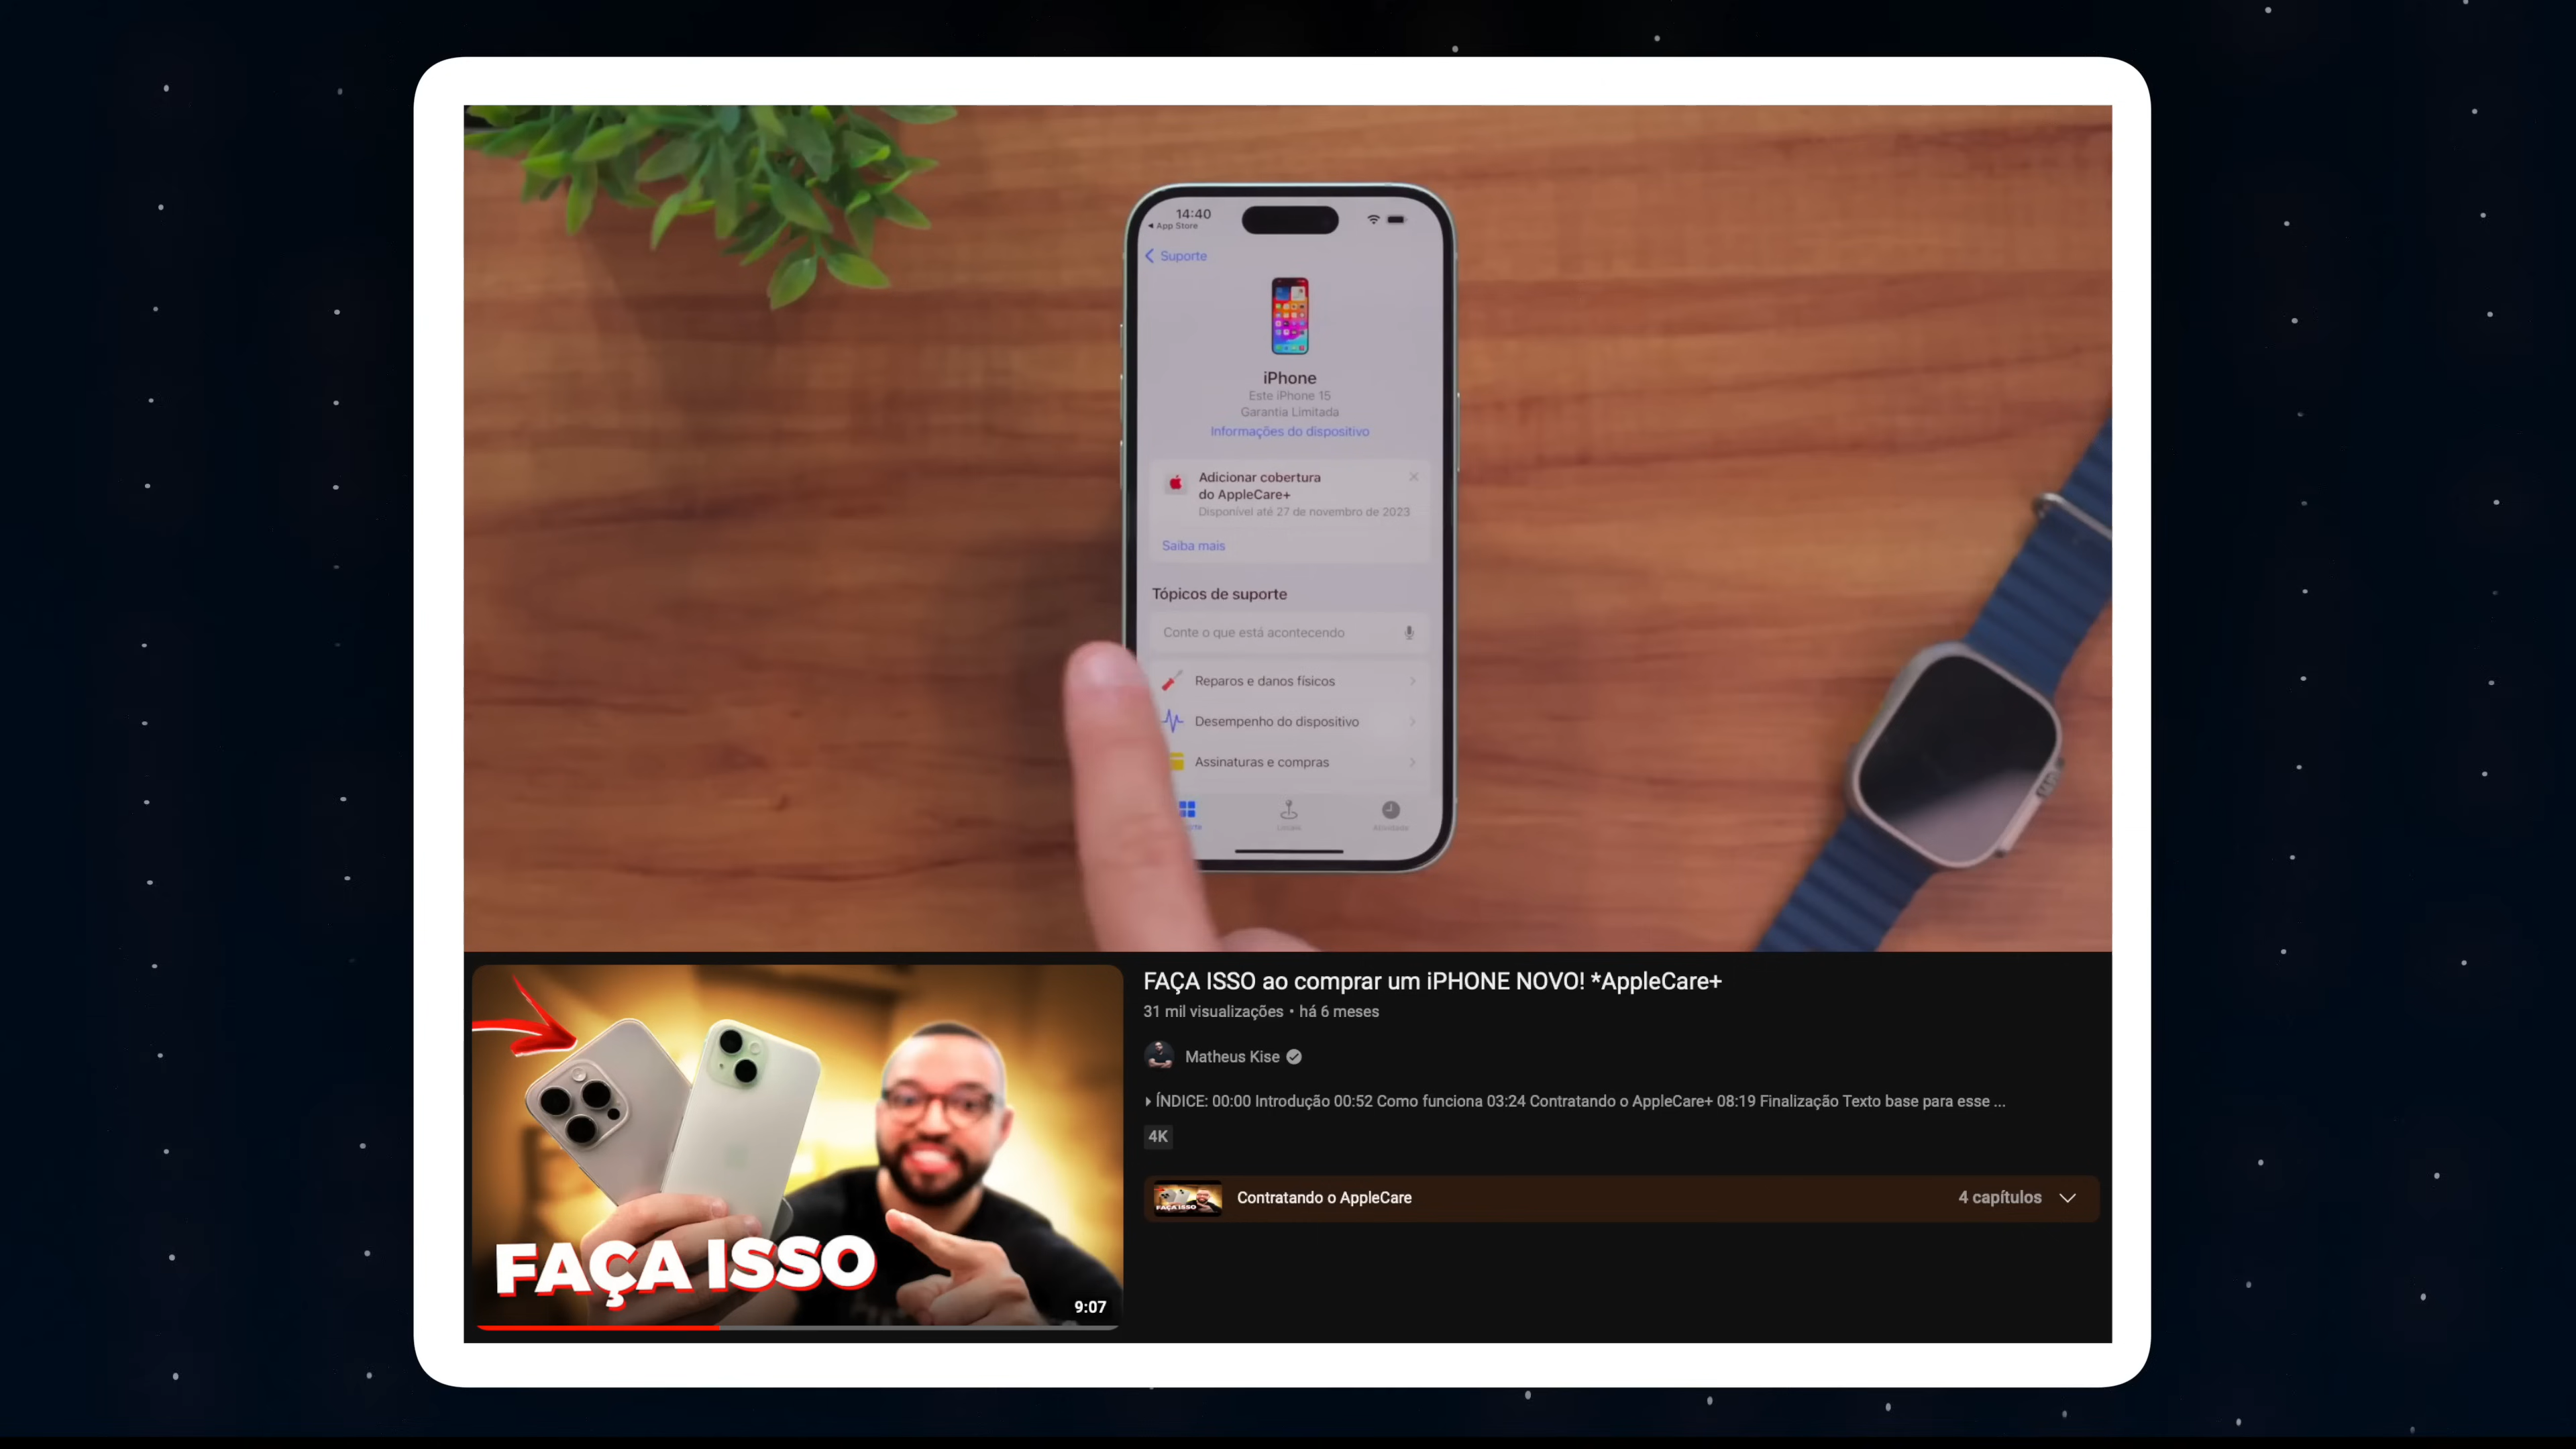 14:40
App Store
Suporte
iPhone
Este iPhone 15
Garantia Limitada
Informações do dispositivo
Adicionar cobertura
do AppleCare+
Disponível até 27 de novembro de 2023
Saiba mais
Tópicos de suporte
Conte o que está acontecendo
Reparos e danos físicos
Desempenho do dispositivo
Assinaturas e compras
FAÇA ISSO
9:07
FAÇA ISSO ao comprar um iPHONE NOVO! *AppleCare+
31 mil visualizações • há 6 meses
Matheus Kise
ÍNDICE: 00:00 Introdução 00:52 Como funciona 03:24 Contratando o AppleCare+ 08:19 Finalização Texto base para esse ...
4K
FAÇA ISSO
Contratando o AppleCare
4 capítulos